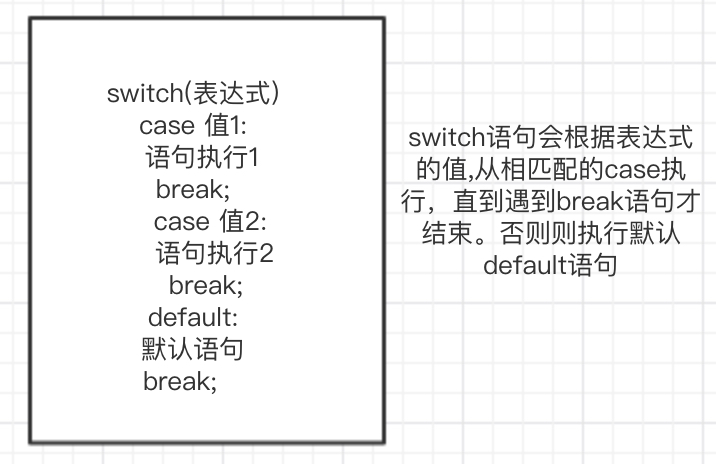 switch(表达式)
case 值1:
语句执行1
break;
case 值2:
语句执行2
break;
default:
默认语句
break;
switch语句会根据表达式
的值,从相匹配的case执
行，直到遇到break语句才
结束。否则则执行默认
default语句